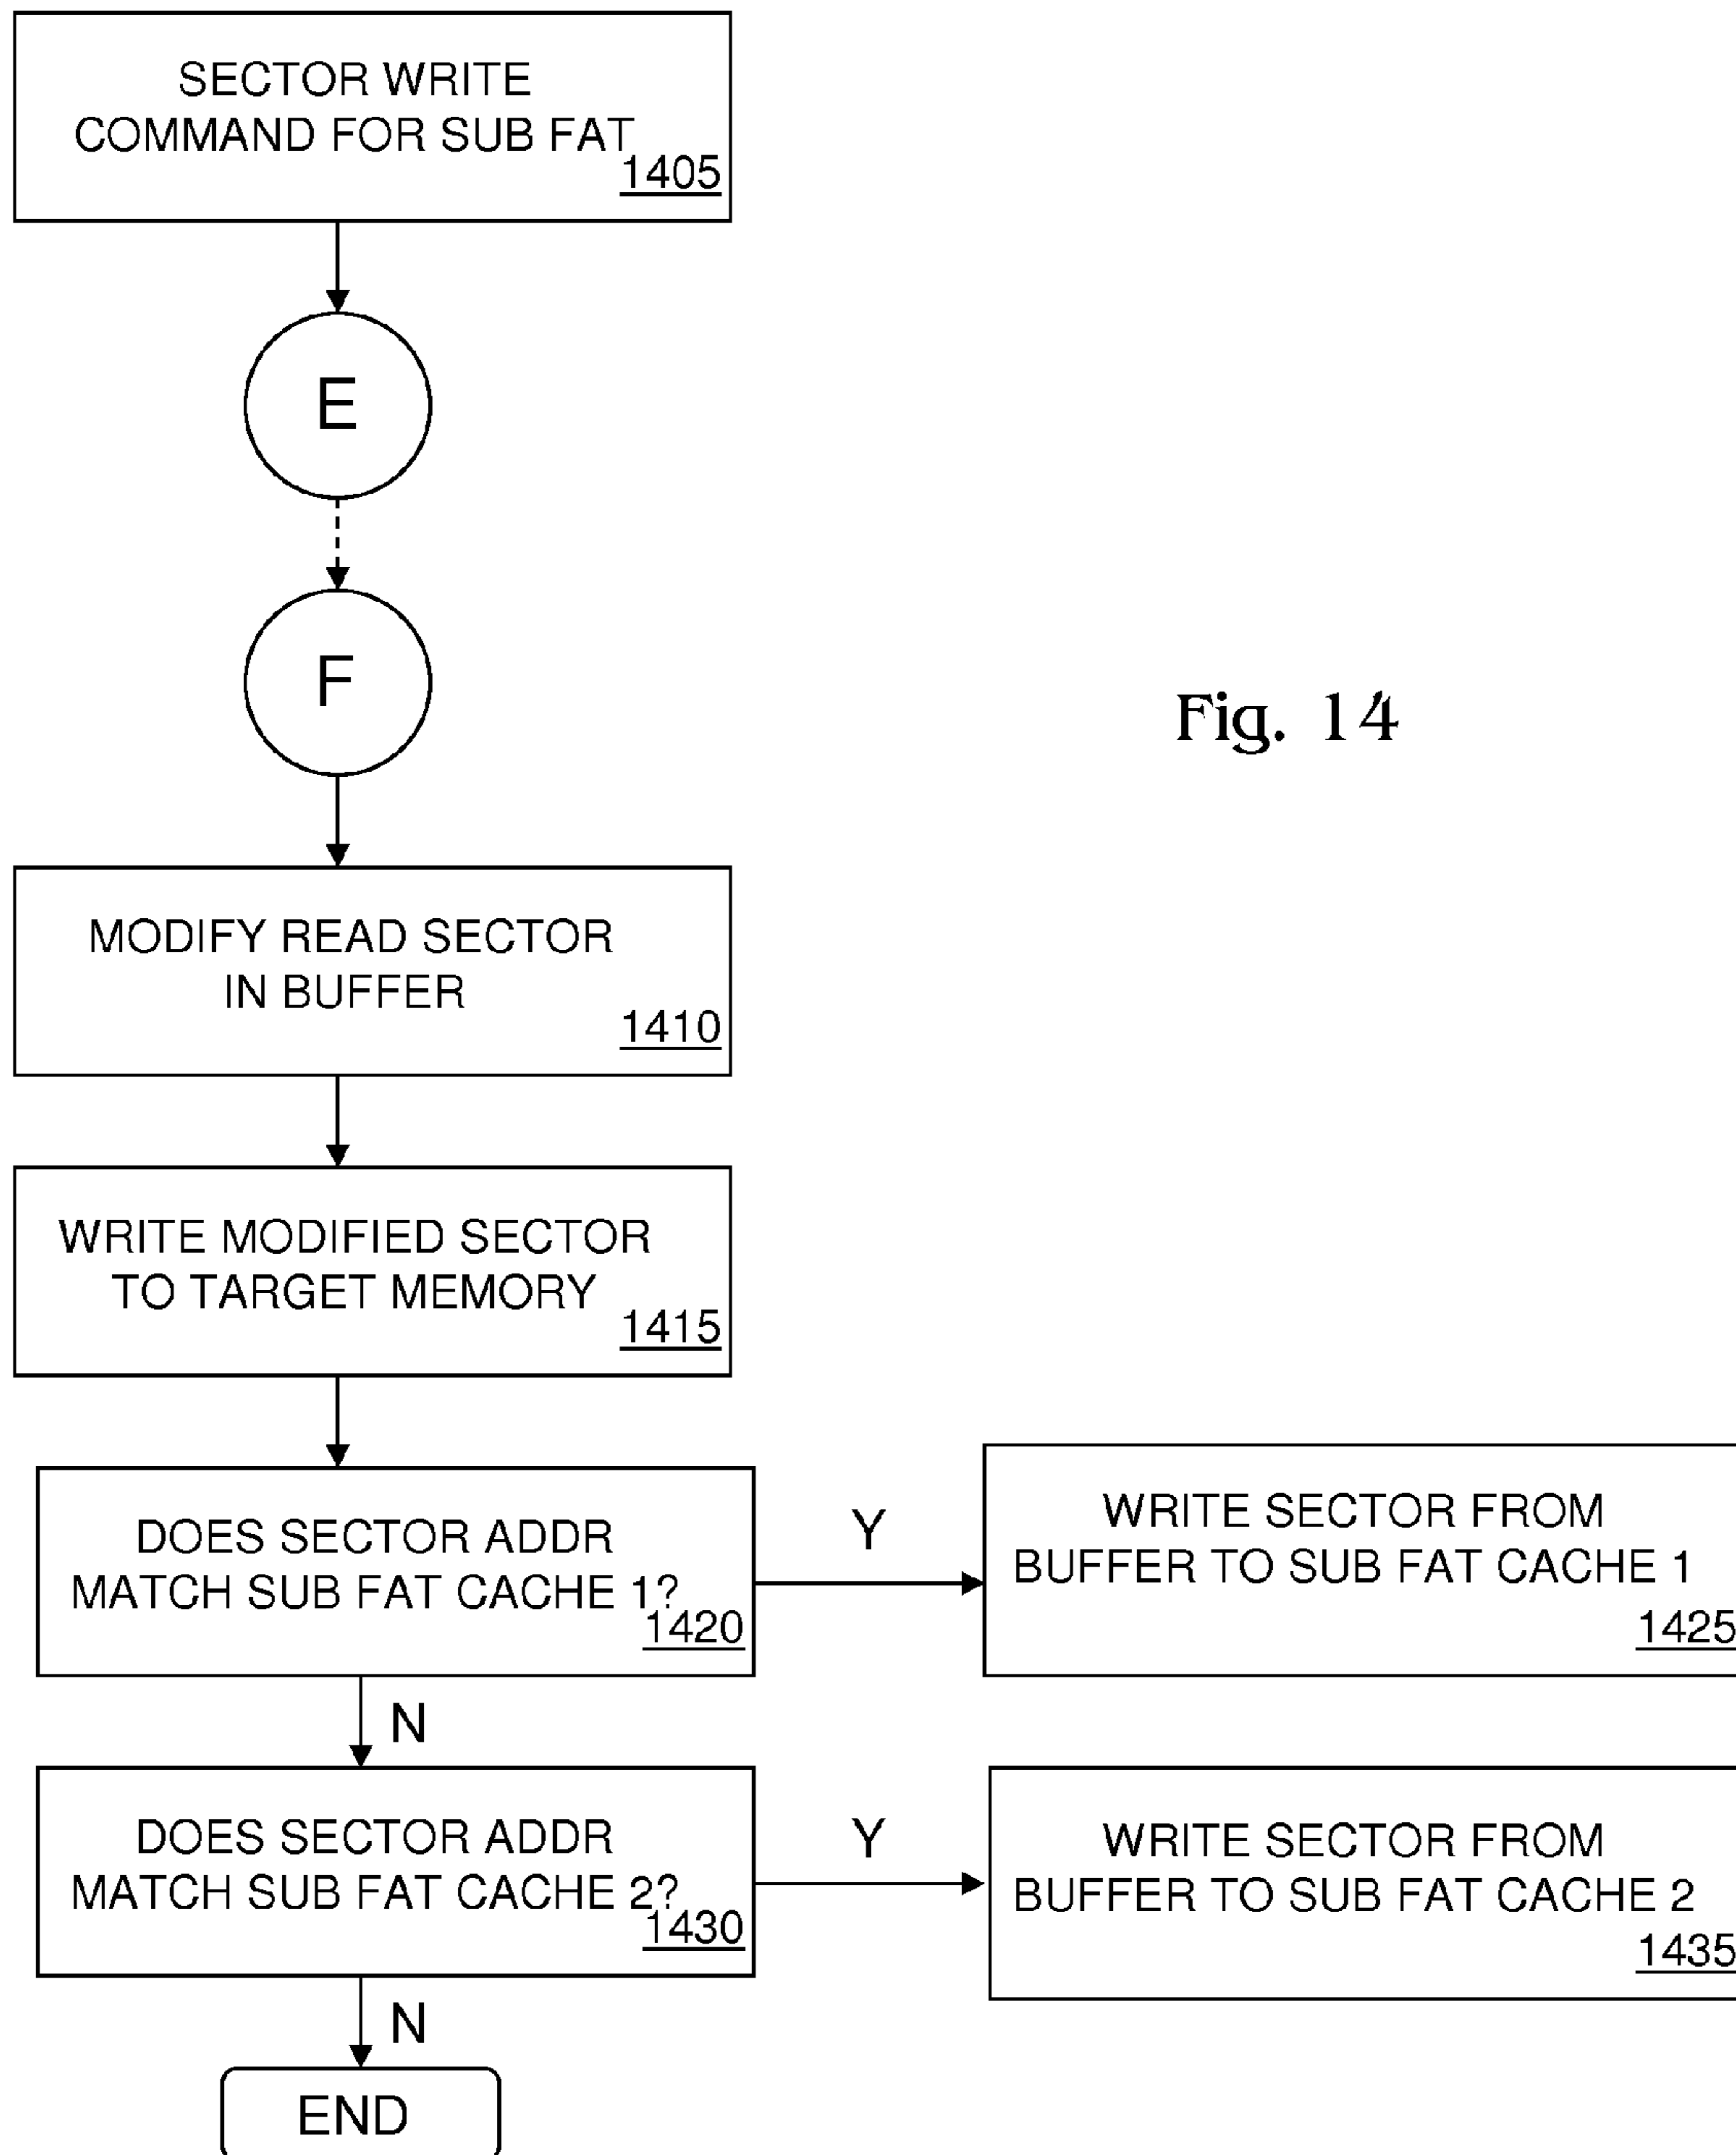 SECTOR WRITE
COMMAND FOR SUB FAT
1405
E
F
Fig. 14
MODIFY READ SECTOR
IN BUFFER
1410
WRITE MODIFIED SECTOR
TO TARGET MEMORY
1415
DOES SECTOR ADDR
MATCH SUB FAT CACHE 1?
1420
Y
WRITE SECTOR FROM
BUFFER TO SUB FAT CACHE 1
1425
N
DOES SECTOR ADDR
MATCH SUB FAT CACHE 2?
1430
Y
WRITE SECTOR FROM
BUFFER TO SUB FAT CACHE 2
1435
N
END